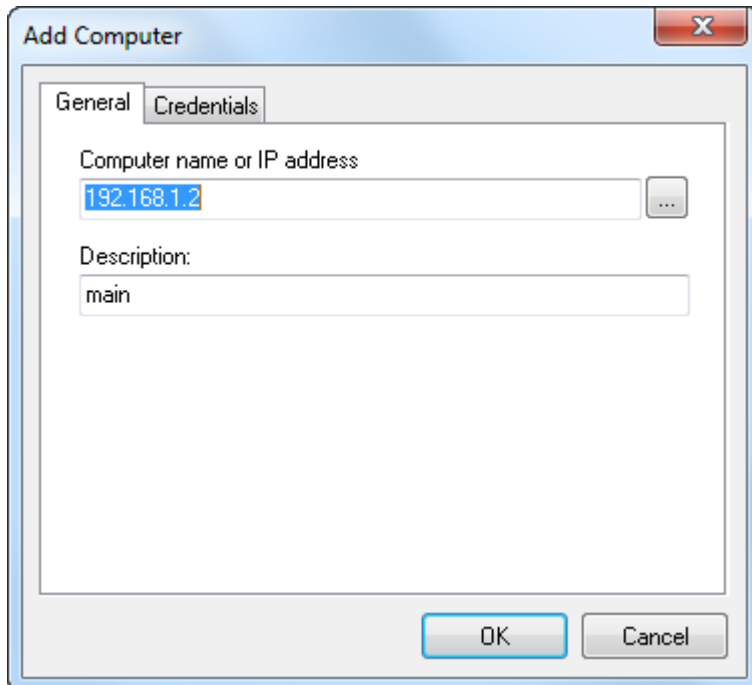 Add Computer
General
Credentials
Computer name or IP address
192.168.1.2
...
Description:
main
OK
Cancel